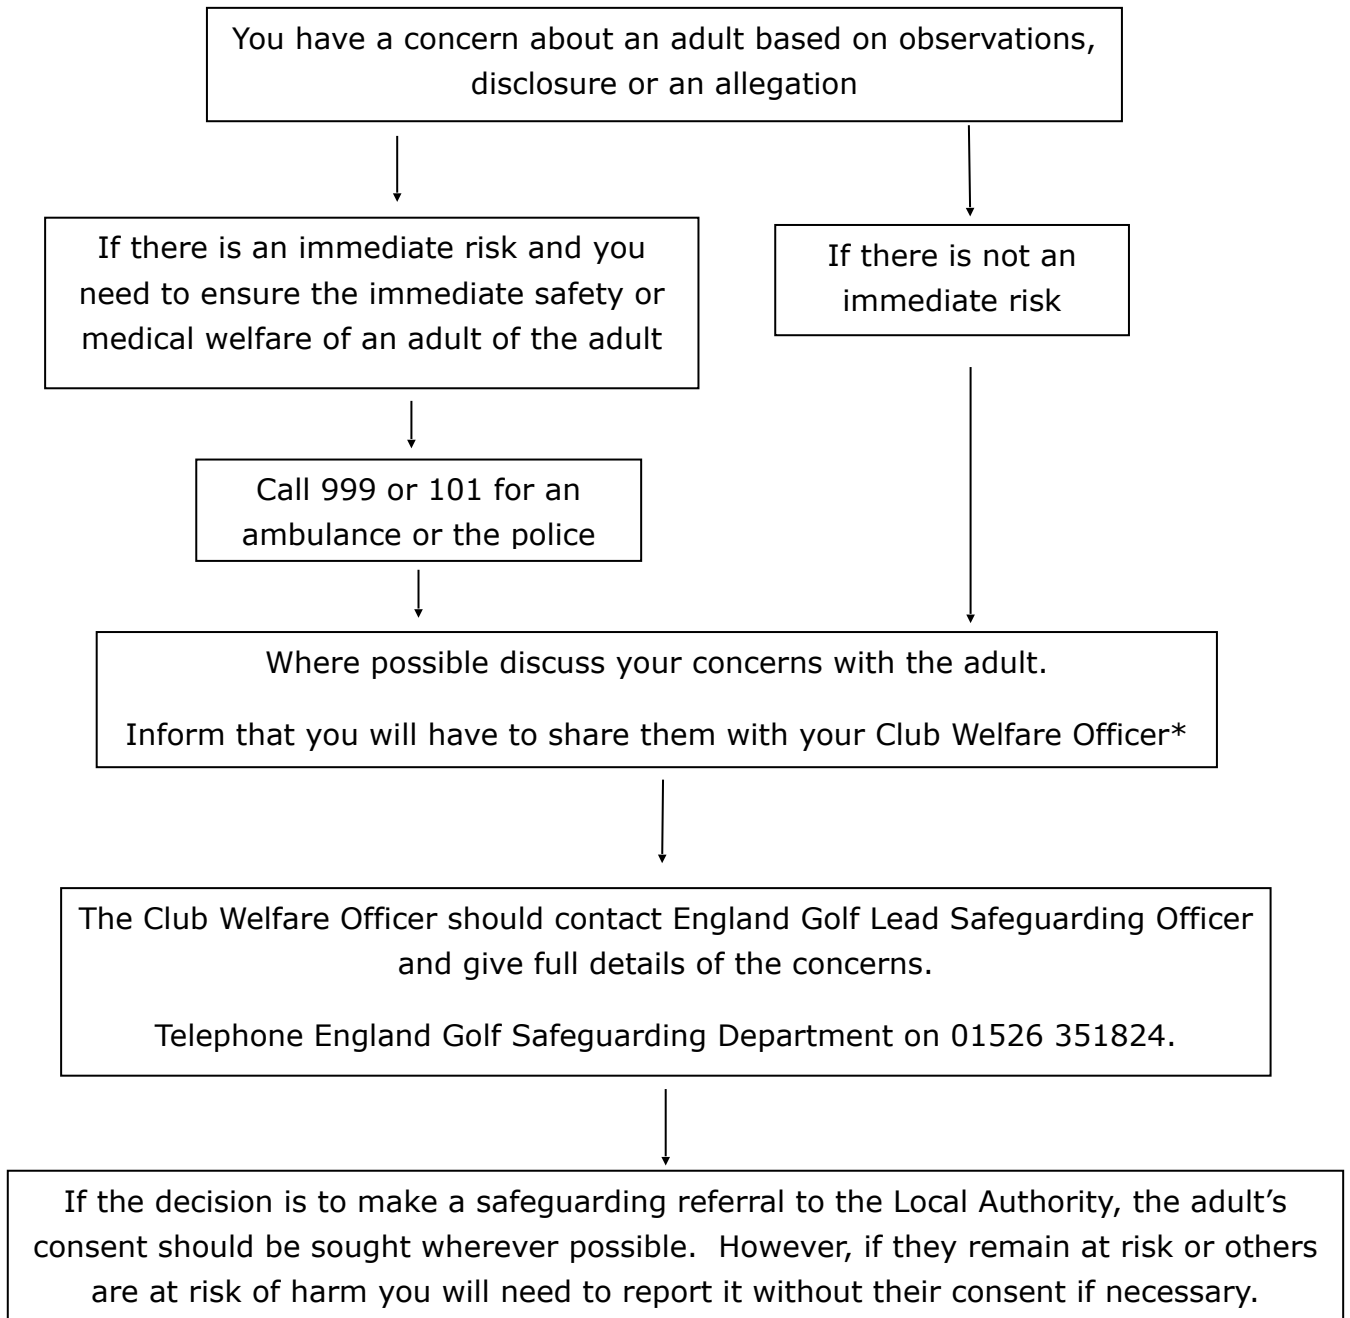 You have a concern about an adult based on observations,
disclosure or an allegation
If there is an immediate risk and you
need to ensure the immediate safety or
medical welfare of an adult of the adult
If there is not an
immediate risk
Call 999 or 101 for an
ambulance or the police
Where possible discuss your concerns with the adult.
Inform that you will have to share them with your Club Welfare Officer*
The Club Welfare Officer should contact England Golf Lead Safeguarding Officer
and give full details of the concerns.
Telephone England Golf Safeguarding Department on 01526 351824.
If the decision is to make a safeguarding referral to the Local Authority, the adult’s
consent should be sought wherever possible.  However, if they remain at risk or others
are at risk of harm you will need to report it without their consent if necessary.